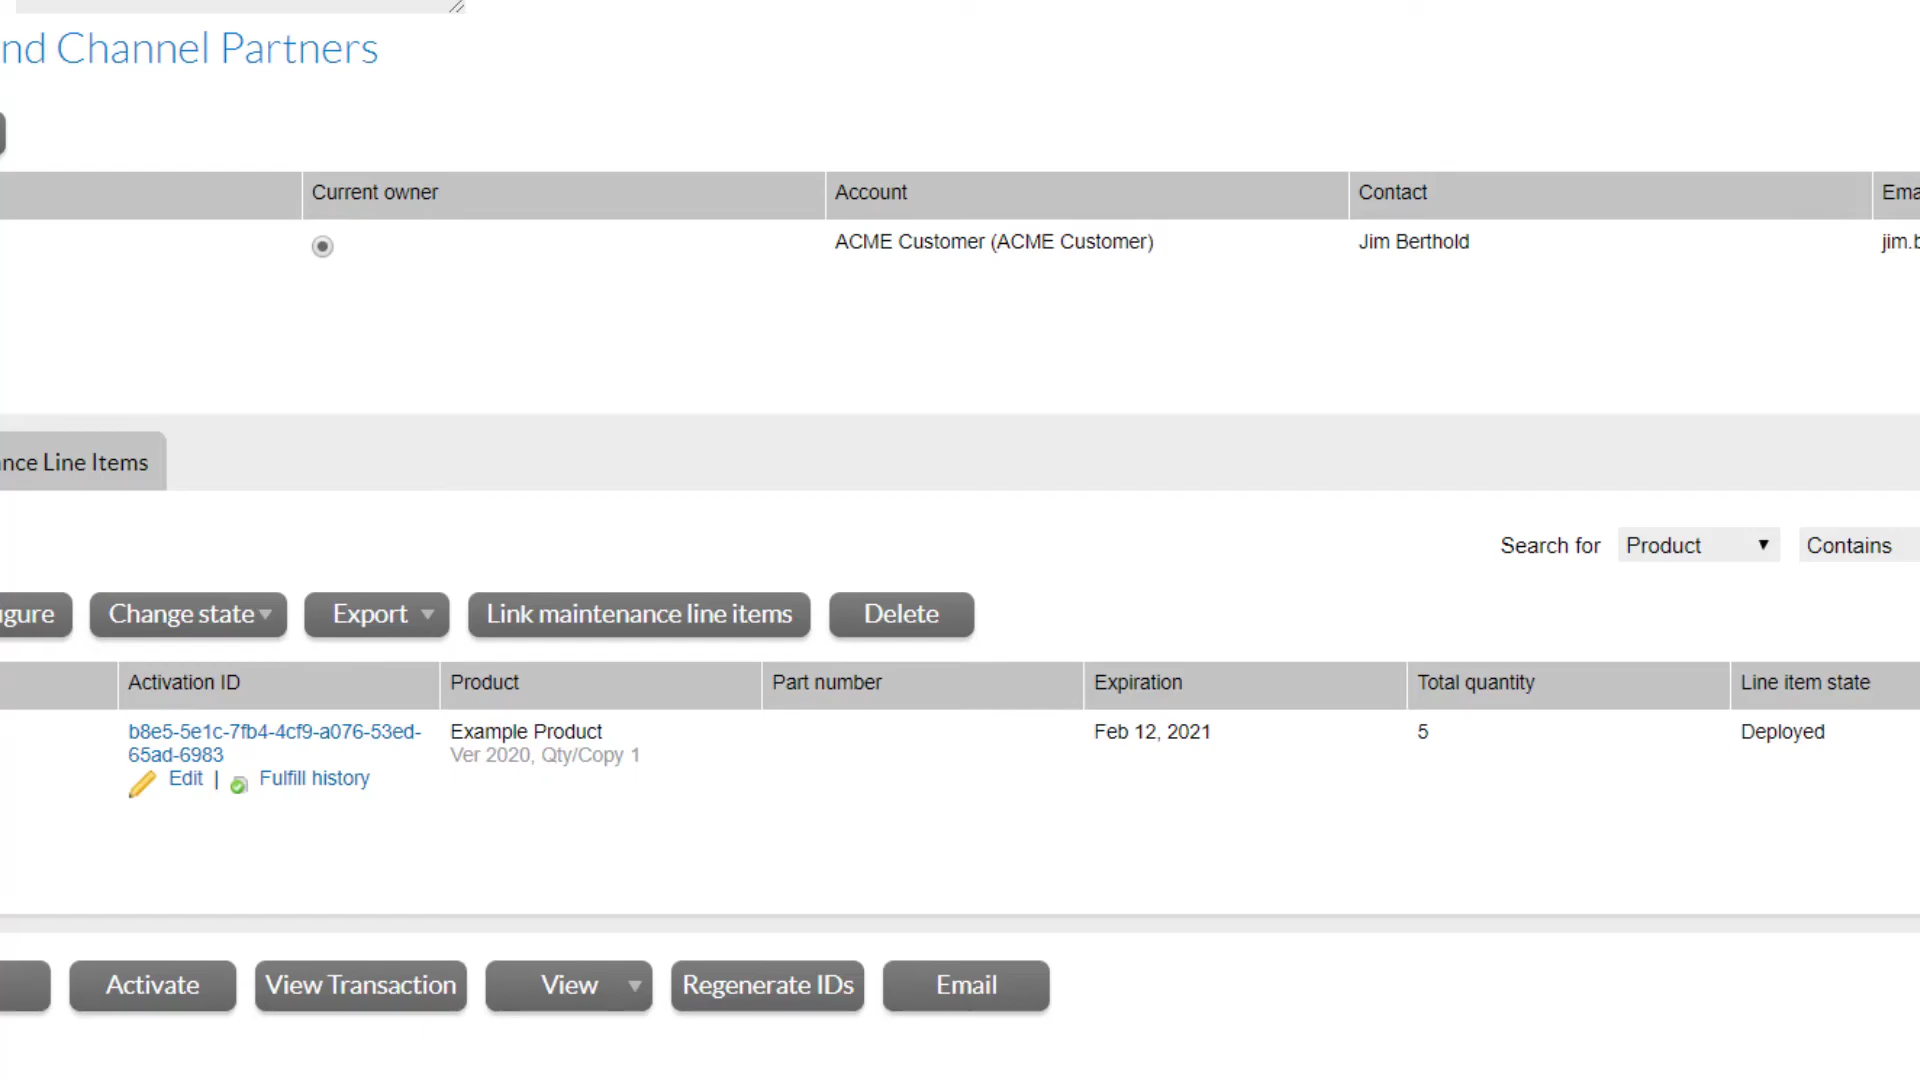 nd Channel Partners
Current owner Account Contact Ema
ACME Customer (ACME Customer) Jim Berthold jim.b
nce Line Items
Search for Product Contains
gure Change state Export Link maintenance line items Delete
Activation ID Product Part number Expiration Total quantity Line item state
b8e5-5e1c-7fb4-4cf9-a076-53ed- Example Product Feb 12, 2021 5 Deployed
65ad-6983 Ver 2020, Qty/Copy 1
Edit | Fulfill history
Activate View Transaction View Regenerate IDs Email